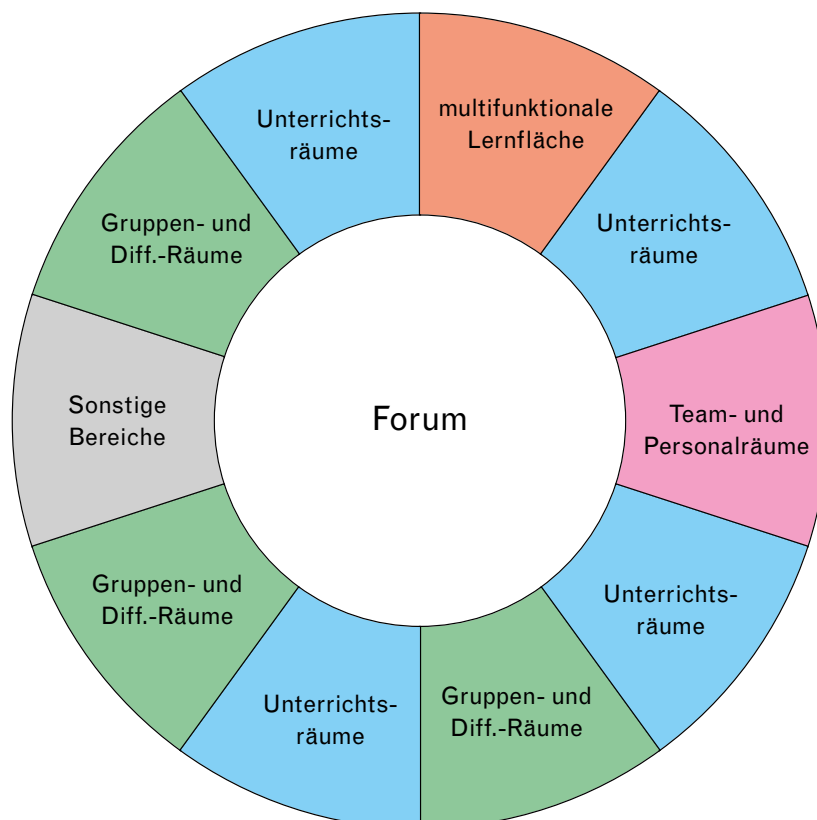 multifunktionale
Lernfläche
Unterrichts-
räume
Team- und
Personalräume
Unterrichts-
räume
Gruppen- und
Diff.-Räume
Unterrichts-
räume
Gruppen- und
Diff.-Räume
Sonstige
Bereiche
Gruppen- und
Diff.-Räume
Unterrichts-
räume
Forum